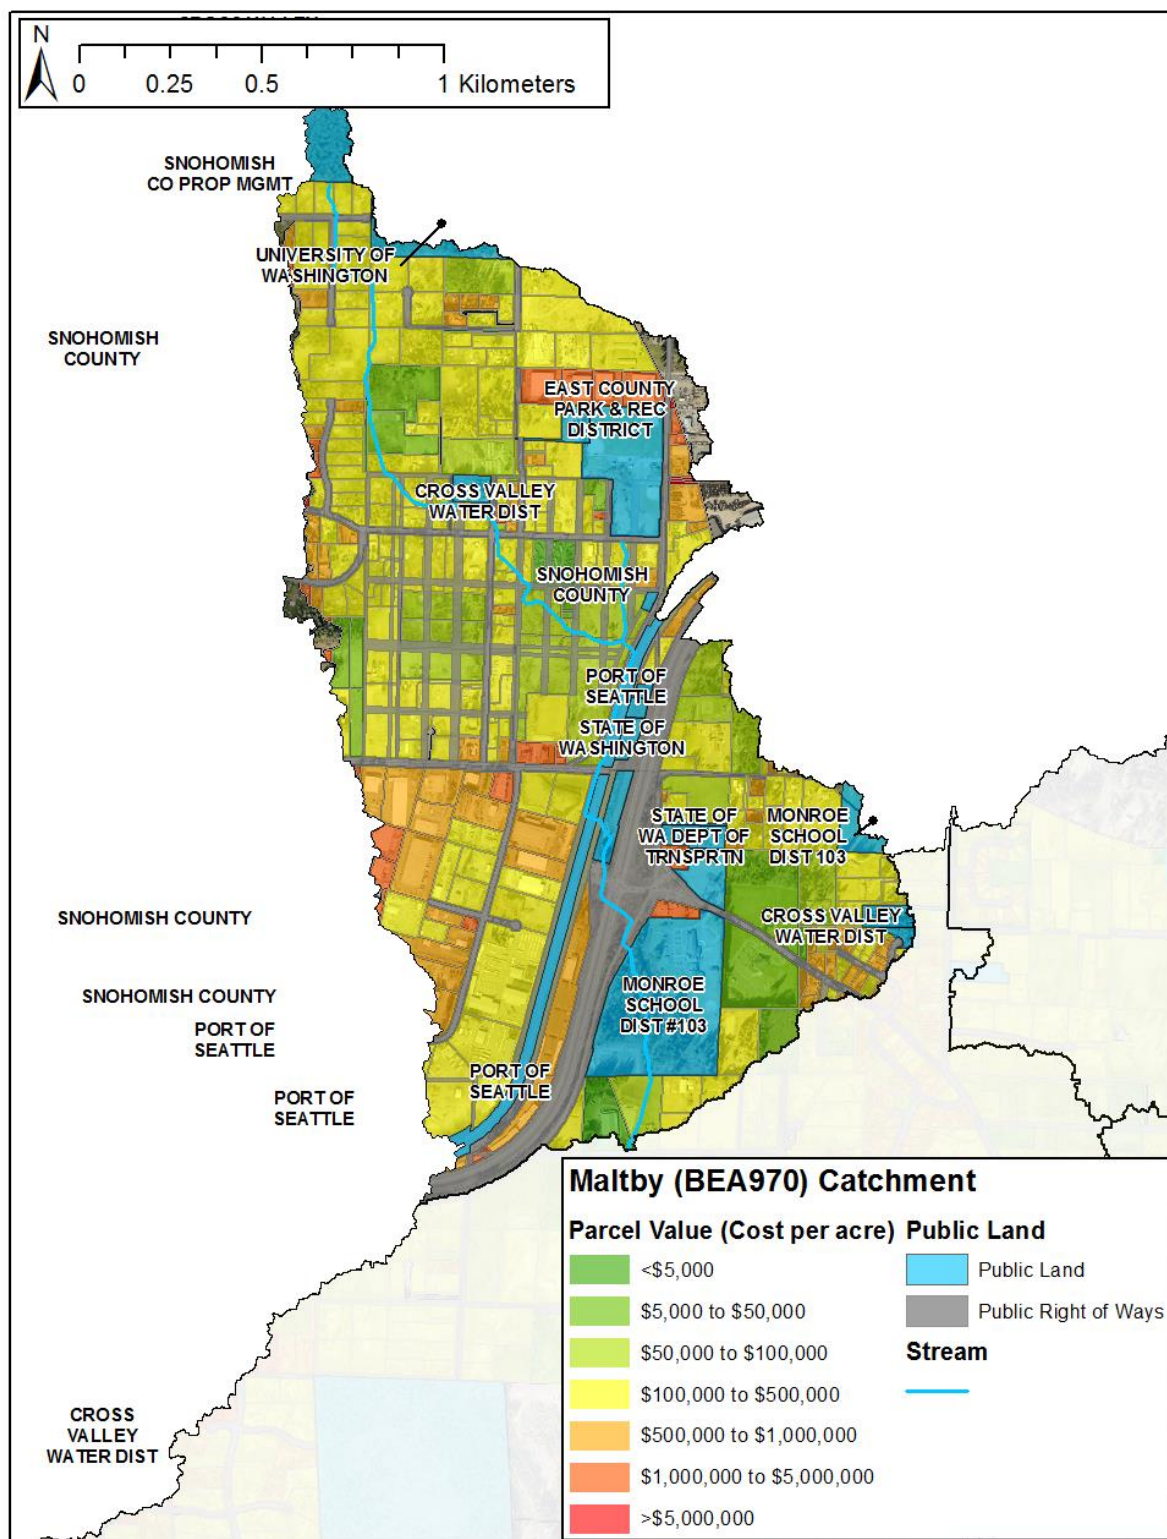 N
0 0.25 0.5 1 Kilometers
SNOHOMISH
CO PROP MGMT
UNIVERSITY OF
WASHINGTON
SNOHOMISH
COUNTY
EAST COUNTY
PARK & REC
DISTRICT
CROSS VALLEY
WATER DIST
SNOHOMISH
COUNTY
PORT OF
SEATTLE
STATE OF
WASHINGTON
STATE OF
WA DEPT OF
TRNSPRTN
MONROE
SCHOOL
DIST 103
CROSS VALLEY
WATER DIST
SNOHOMISH COUNTY
MONROE
SCHOOL
DIST #103
SNOHOMISH COUNTY
PORT OF
SEATTLE
PORT OF
SEATTLE
PORT OF
SEATTLE
CROSS
VALLEY
WATER DIST
Maltby (BEA970) Catchment
Parcel Value (Cost per acre)
<$5,000
$5,000 to $50,000
$50,000 to $100,000
$100,000 to $500,000
$500,000 to $1,000,000
$1,000,000 to $5,000,000
>$5,000,000
Public Land
Public Land
Public Right of Ways
Stream